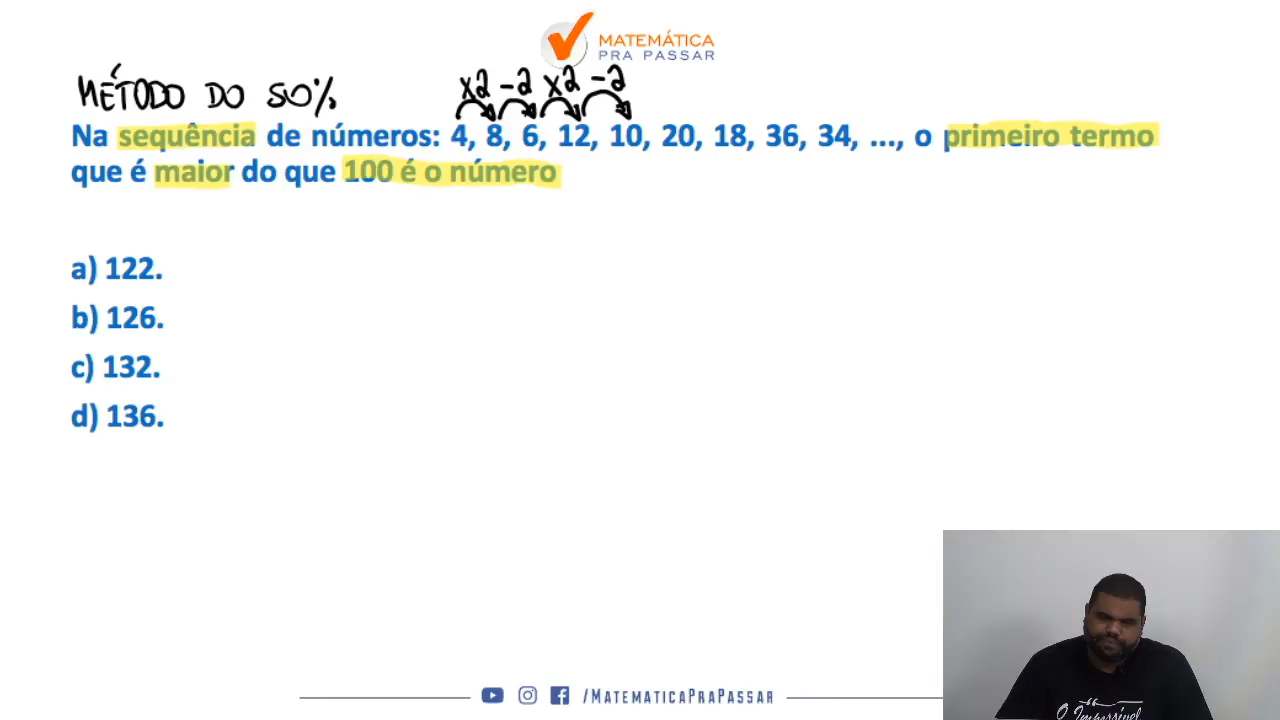 MATEMÁTICA
PRA PASSAR
MÉTODO DO 50% x2 -2 x2 -2
Na sequência de números: 4, 8, 6, 12, 10, 20, 18, 36, 34, ..., o primeiro termo
que é maior do que 100 é o número
a) 122.
b) 126.
c) 132.
d) 136.
O Impossível
/MATEMATICAPRAPASSAR